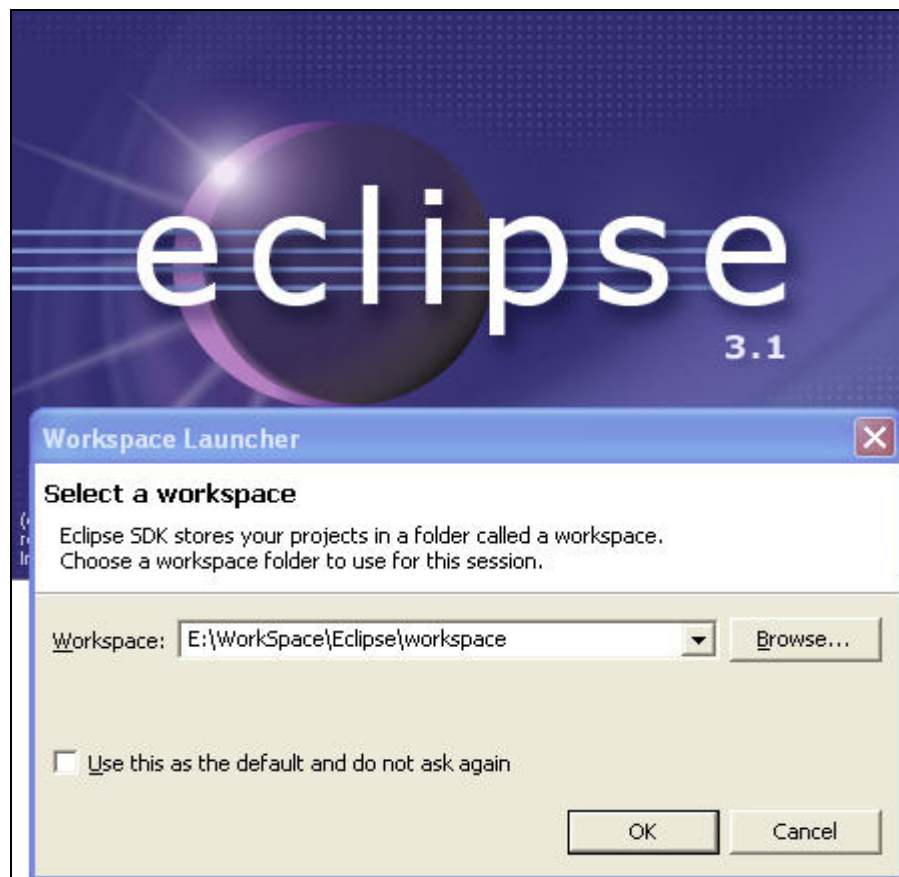 eclipse
3.1
Workspace Launcher
Select a workspace
Eclipse SDK stores your projects in a folder called a workspace.
Choose a workspace folder to use for this session.
Workspace: E:\WorkSpace\Eclipse\workspace Browse...
Use this as the default and do not ask again
OK Cancel